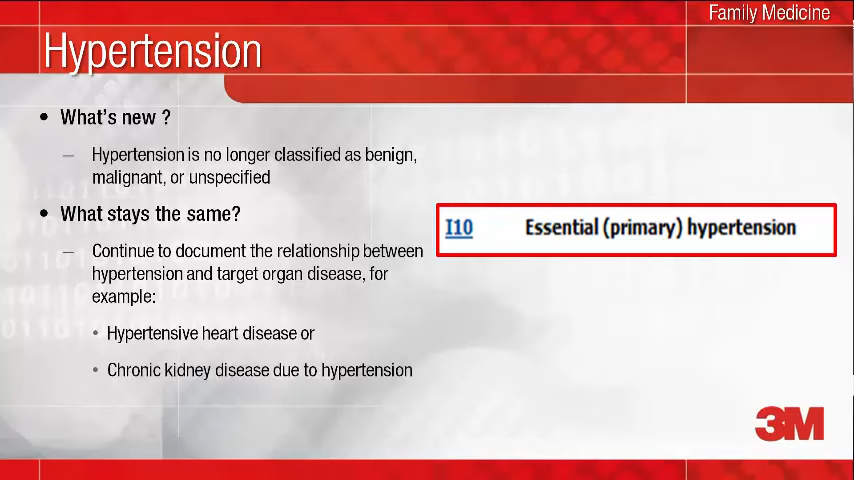 Family Medicine
Hypertension
• What's new ?
– Hypertension is no longer classified as benign,
malignant, or unspecified
• What stays the same?
– Continue to document the relationship between
hypertension and target organ disease, for
example:
• Hypertensive heart disease or
• Chronic kidney disease due to hypertension
I10 Essential (primary) hypertension
3M